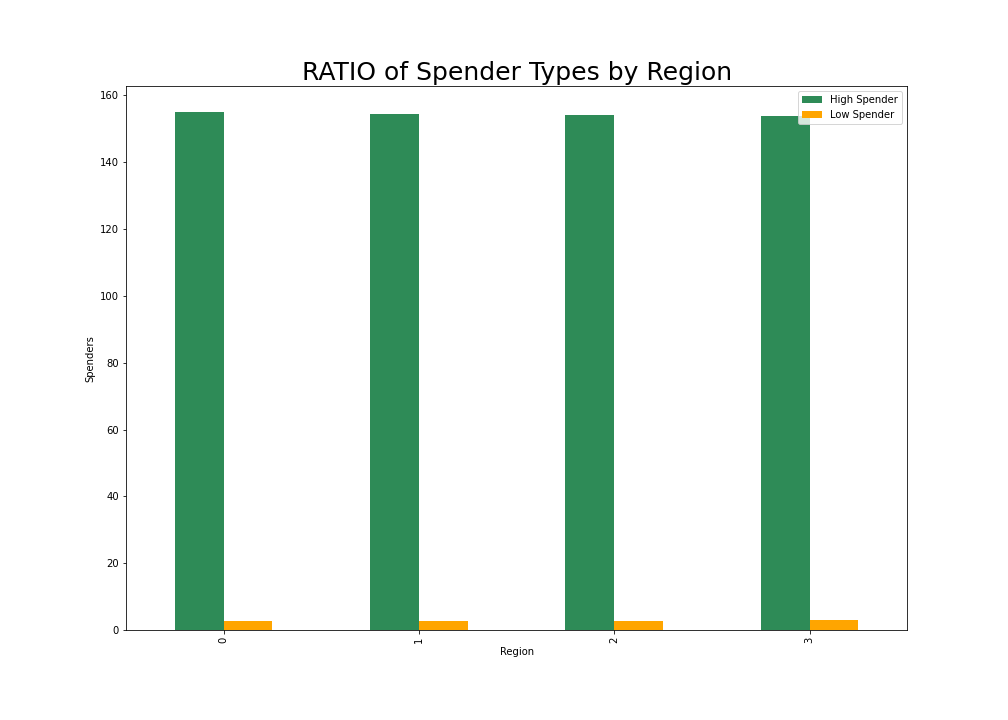 RATIO of Spender Types by Region
High Spender
Low Spender
160
140
120
100
80
60
40
20
0
Spenders
0
1
2
3
Region